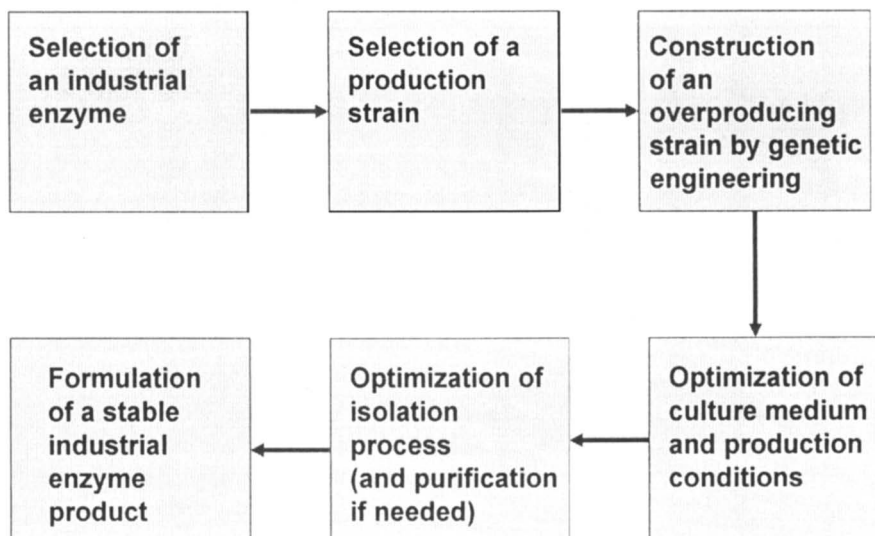 Selection of
an industrial
enzyme
Selection of a
production
strain
Construction
of an
overproducing
strain by genetic
engineering
Optimization of
culture medium
and production
conditions
Optimization of
isolation
process
(and purification
if needed)
Formulation
of a stable
industrial
enzyme
product